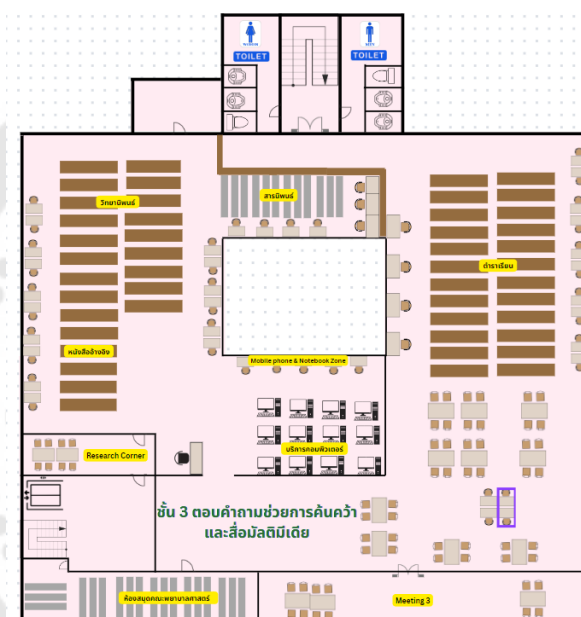 WOMEN
MEN
TOILET
TOILET
สารนิพนธ์
วิทยานิพนธ์
ตำราเรียน
หนังสืออ้างอิง
Mobile phone & Notebook Zone
บริการคอมพิวเตอร์
Research Corner
ชั้น 3 ตอบคำถามช่วยการค้นคว้า
และสื่อมัลติมีเดีย
ห้องสมุดคณะพยาบาลศาสตร์
Meeting 3